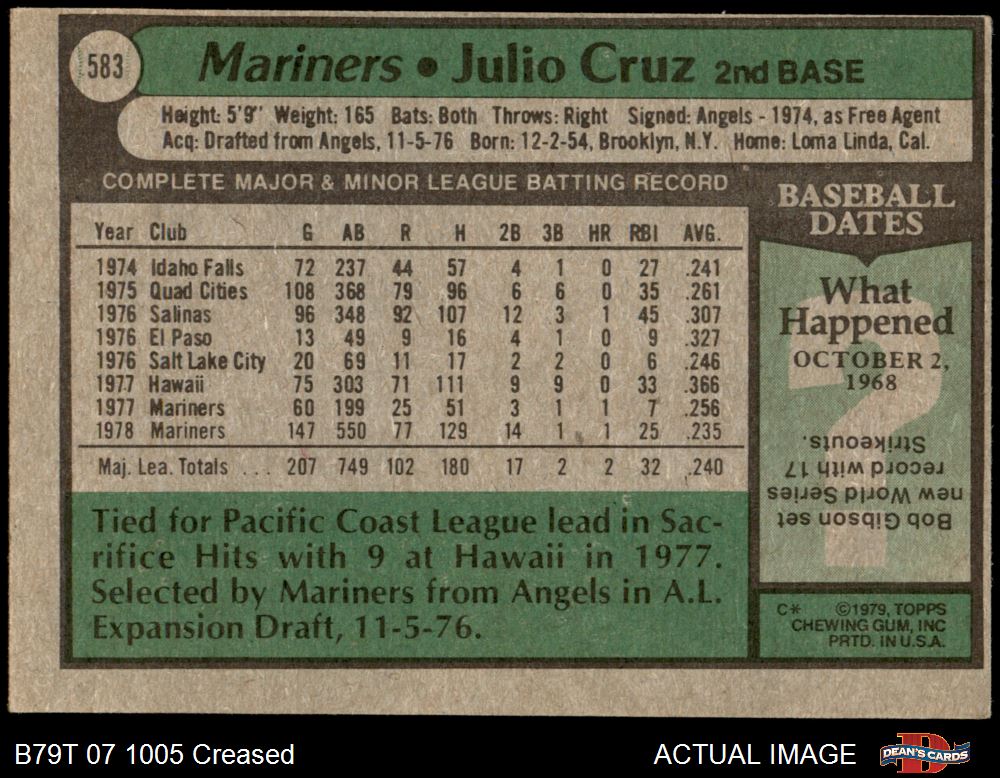 583
Mariners • Julio Cruz 2nd BASE
Height: 5'9" Weight: 165 Bats: Both Throws: Right Signed: Angels - 1974, as Free Agent
Acq: Drafted from Angels, 11-5-76 Born: 12-2-54, Brooklyn, N.Y. Home: Loma Linda, Cal.
COMPLETE MAJOR & MINOR LEAGUE BATTING RECORD
Year Club G AB R H 2B 3B HR RBI AVG.
1974 Idaho Falls 72 237 44 57 4 1 0 27 .241
1975 Quad Cities 108 368 79 96 6 6 0 35 .261
1976 Salinas 96 348 92 107 12 3 1 45 .307
1976 El Paso 13 49 9 16 4 1 0 9 .327
1976 Salt Lake City 20 69 11 17 2 2 0 6 .246
1977 Hawaii 75 303 71 111 9 9 0 33 .366
1977 Mariners 60 199 25 51 3 1 1 7 .256
1978 Mariners 147 550 77 129 14 1 1 25 .235
Maj. Lea. Totals ... 207 749 102 180 17 2 2 32 .240
Tied for Pacific Coast League lead in Sac-
rifice Hits with 9 at Hawaii in 1977.
Selected by Mariners from Angels in A.L.
Expansion Draft, 11-5-76.
BASEBALL
DATES
What
Happened
OCTOBER 2,
1968
?
Bob Gibson set
new World Series
record with 17
Strikeouts.
C* ©1979, TOPPS
CHEWING GUM, INC
PRTD. IN U.S.A.
B79T 07 1005 Creased
ACTUAL IMAGE
D
DEAN'S CARDS